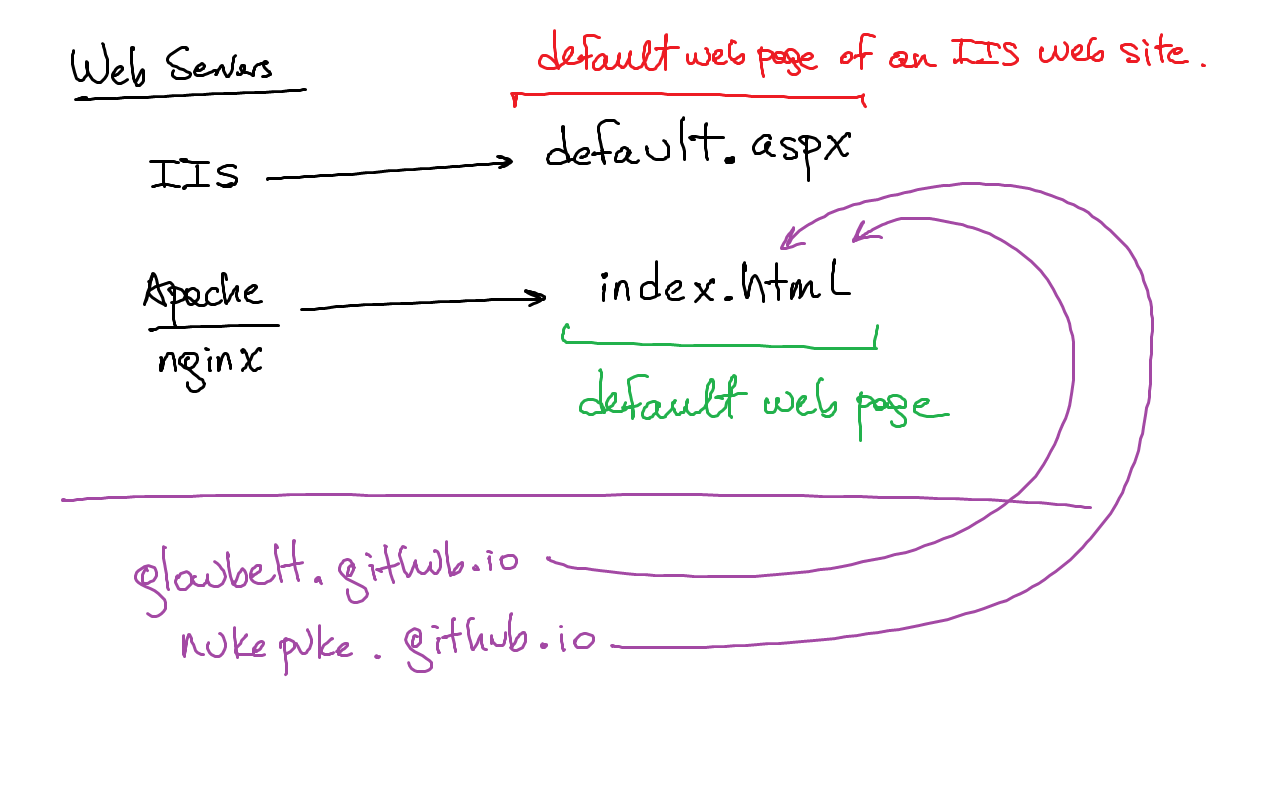 Web Servers
default web page of an IIS web site.
IIS
default.aspx
Apache
index.html
nginx
default web page
glowbelt.github.io
nukepuke.github.io